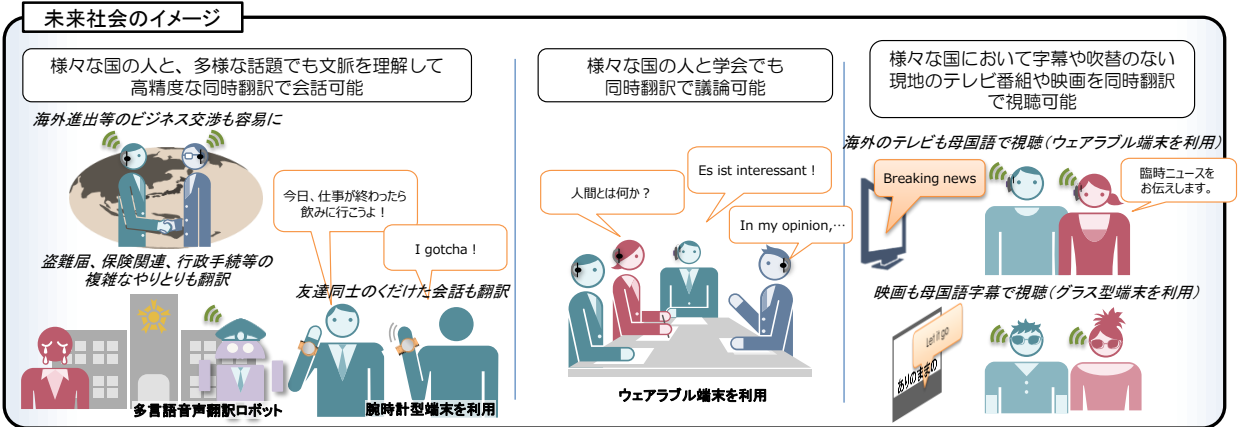 未来社会のイメージ
様々な国の人と、多様な話題でも文脈を理解して
高精度な同時翻訳で会話可能
海外進出等のビジネス交渉も容易に
今日、仕事が終わったら
飲みに行こうよ！
I gotcha！
盗難届、保険関連、行政手続等の
複雑なやりとりも翻訳
友達同士のくだけた会話も翻訳
多言語音声翻訳ロボット
腕時計型端末を利用
様々な国の人と学会でも
同時翻訳で議論可能
人間とは何か？
Es ist interessant！
In my opinion,…
ウェアラブル端末を利用
様々な国において字幕や吹替のない
現地のテレビ番組や映画を同時翻訳
で視聴可能
海外のテレビも母国語で視聴（ウェアラブル端末を利用）
Breaking news
臨時ニュースを
お伝えします。
映画も母国語字幕で視聴（グラス型端末を利用）
Let it go
ありのままの